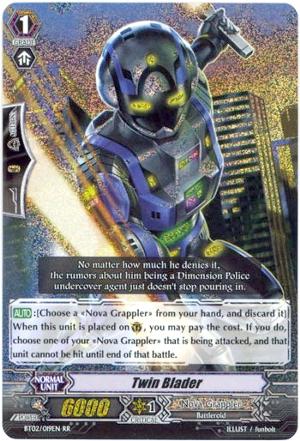 1
GRADE
No matter how much he denies it,
the rumors about him being a Dimension Police
undercover agent just doesn't stop pouring in.
AUTO :[Choose a «Nova Grappler» from your hand, and discard it]
When this unit is placed on , you may pay the cost. If you do,
choose one of your «Nova Grappler» that is being attacked, and that
unit cannot be hit until end of that battle.
NORMAL
UNIT
Twin Blader
POWER
6000
1
CRITICAL
Nova Grappler
Battleroid
BT02/019EN RR
ILLUST / funbolt